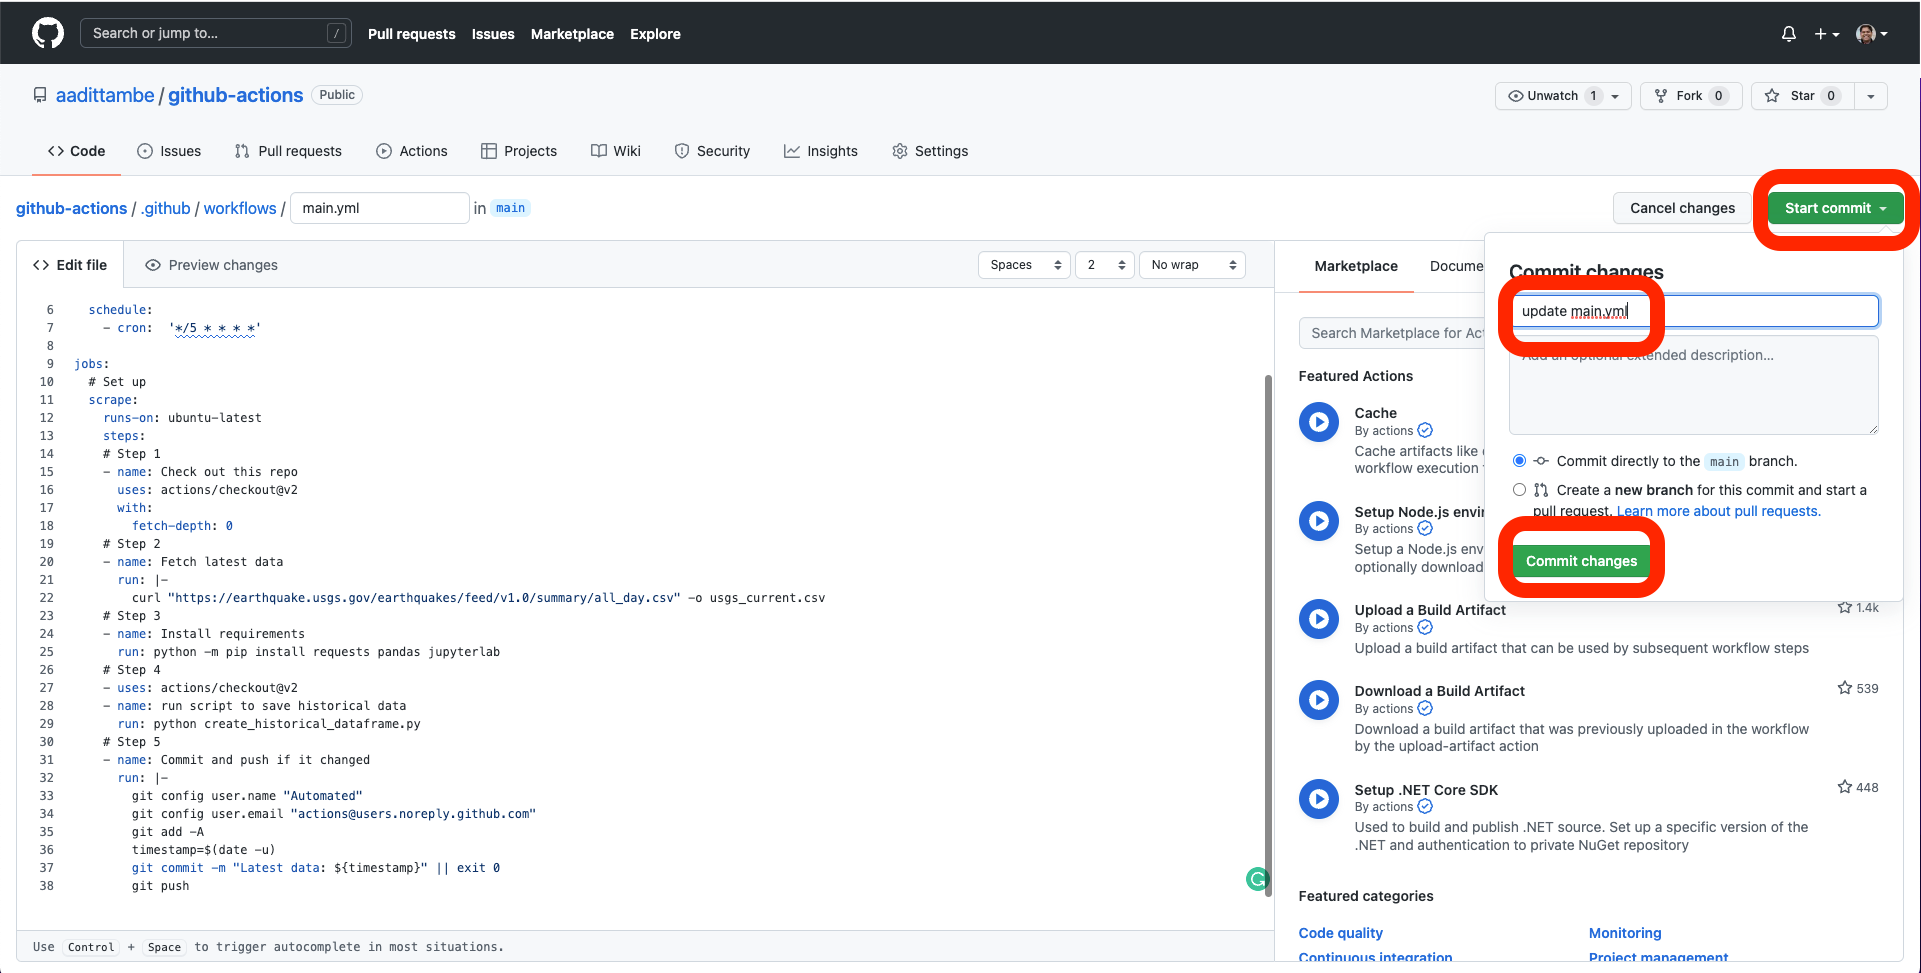 Search or jump to... /
Pull requests Issues Marketplace Explore
aadittambe / github-actions Public
Unwatch 1 Fork 0 Star 0
Code Issues Pull requests Actions Projects Wiki Security Insights Settings
github-actions / .github / workflows / main.yml in main
Cancel changes Start commit
<> Edit file Preview changes
Spaces 2 No wrap
6 schedule:
7 - cron: '*/5 * * * *'
8
9 jobs:
10 # Set up
11 scrape:
12 runs-on: ubuntu-latest
13 steps:
14 # Step 1
15 - name: Check out this repo
16 uses: actions/checkout@v2
17 with:
18 fetch-depth: 0
19 # Step 2
20 - name: Fetch latest data
21 run: |-
22 curl "https://earthquake.usgs.gov/earthquakes/feed/v1.0/summary/all_day.csv" -o usgs_current.csv
23 # Step 3
24 - name: Install requirements
25 run: python -m pip install requests pandas jupyterlab
26 # Step 4
27 - uses: actions/checkout@v2
28 - name: run script to save historical data
29 run: python create_historical_dataframe.py
30 # Step 5
31 - name: Commit and push if it changed
32 run: |-
33 git config user.name "Automated"
34 git config user.email "actions@users.noreply.github.com"
35 git add -A
36 timestamp=$(date -u)
37 git commit -m "Latest data: ${timestamp}" || exit 0
38 git push
Use Control + Space to trigger autocomplete in most situations.
Marketplace Docume
Search Marketplace for Ac
Featured Actions
Cache
By actions
Cache artifacts like
workflow execution
Setup Node.js envir
By actions
Setup a Node.js env
optionally download
Upload a Build Artifact
1.4k
By actions
Upload a build artifact that can be used by subsequent workflow steps
Download a Build Artifact
539
By actions
Download a build artifact that was previously uploaded in the workflow
by the upload-artifact action
Setup .NET Core SDK
448
By actions
Used to build and publish .NET source. Set up a specific version of the
.NET and authentication to private NuGet repository
Featured categories
Code quality Monitoring
Continuous integration Project management
Commit changes
update main.yml
Add an optional extended description...
Commit directly to the main branch.
Create a new branch for this commit and start a
pull request. Learn more about pull requests.
Commit changes